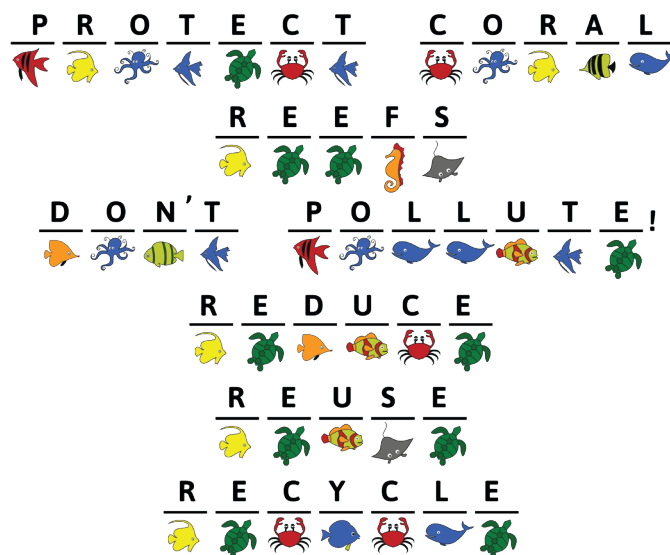 PROTECT CORAL
REEFS
DON'T POLLUTE!
REDUCE
REUSE
RECYCLE